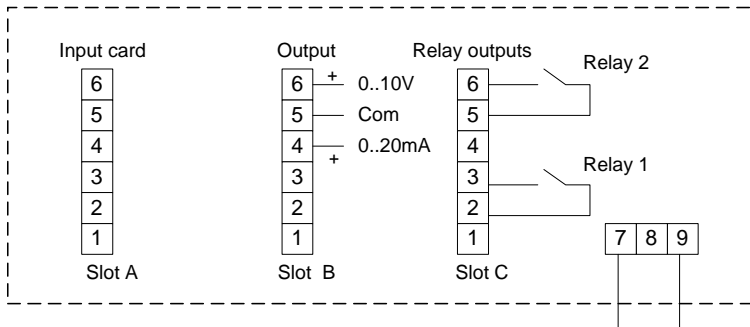 Input card
Output
Relay outputs
Relay 2
6
6
+
0..10V
6
5
5
Com
5
4
4
+
0..20mA
4
Relay 1
3
3
3
2
2
2
1
1
1
7 8 9
Slot A
Slot B
Slot C